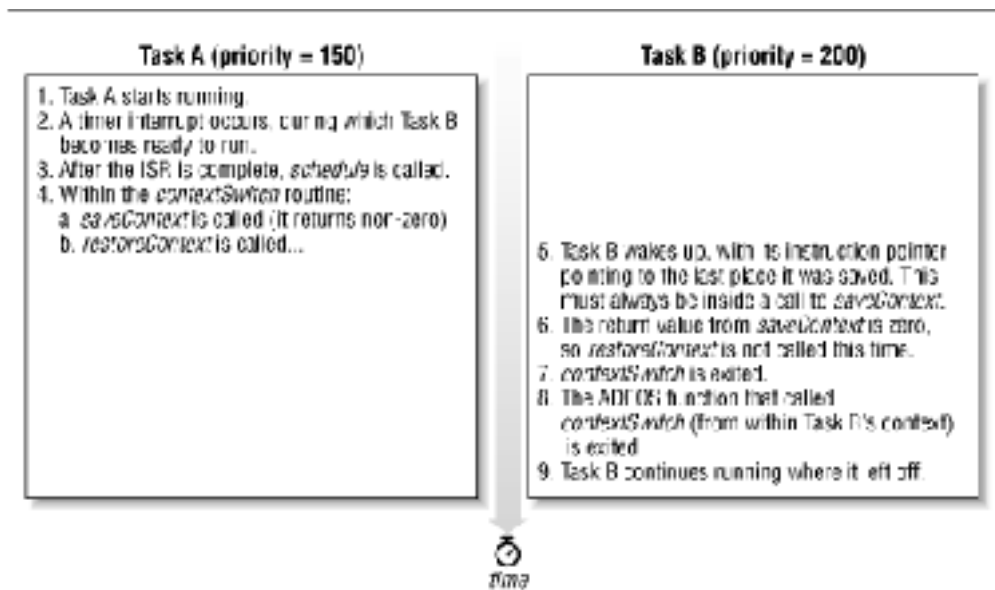 Task A (priority = 150)
1. Task A starts running.
2. A timer interrupt occurs, during which Task B
becomes ready to run.
3. After the ISR is complete, schedule is called.
4. Within the contextSwitch routine:
a. saveContext is called (it returns non-zero)
b. restoreContext is called...
Task B (priority = 200)
5. Task B wakes up, with its instruction pointer
pointing to the last place it was saved. This
must always be inside a call to saveContext.
6. The return value from saveContext is zero,
so restoreContext is not called this time.
7. contextSwitch is exited.
8. The ADEOS function that called
contextSwitch (from within Task B's context)
is exited.
9. Task B continues running where it left off.
time